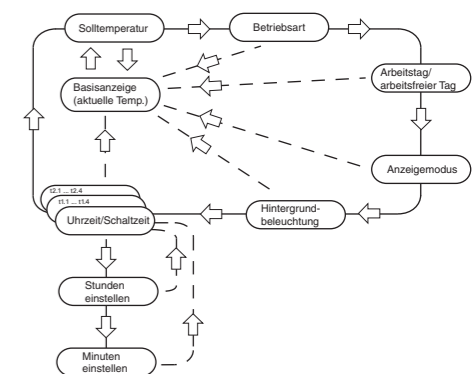 Solltemperatur
Betriebsart
Basisanzeige
(aktuelle Temp.)
Arbeitstag/
arbeitsfreier Tag
Anzeigemodus
t2.1 ... t2.4
t1.1 ... t1.4
Uhrzeit/Schaltzeit
Hintergrund-
beleuchtung
Stunden
einstellen
Minuten
einstellen